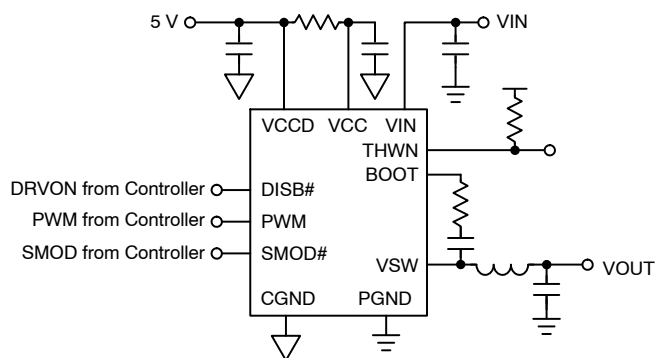 5 V
VIN
VCCD VCC VIN
THWN
BOOT
DRVON from Controller DISB#
PWM from Controller PWM
SMOD from Controller SMOD#
VSW
VOUT
CGND PGND